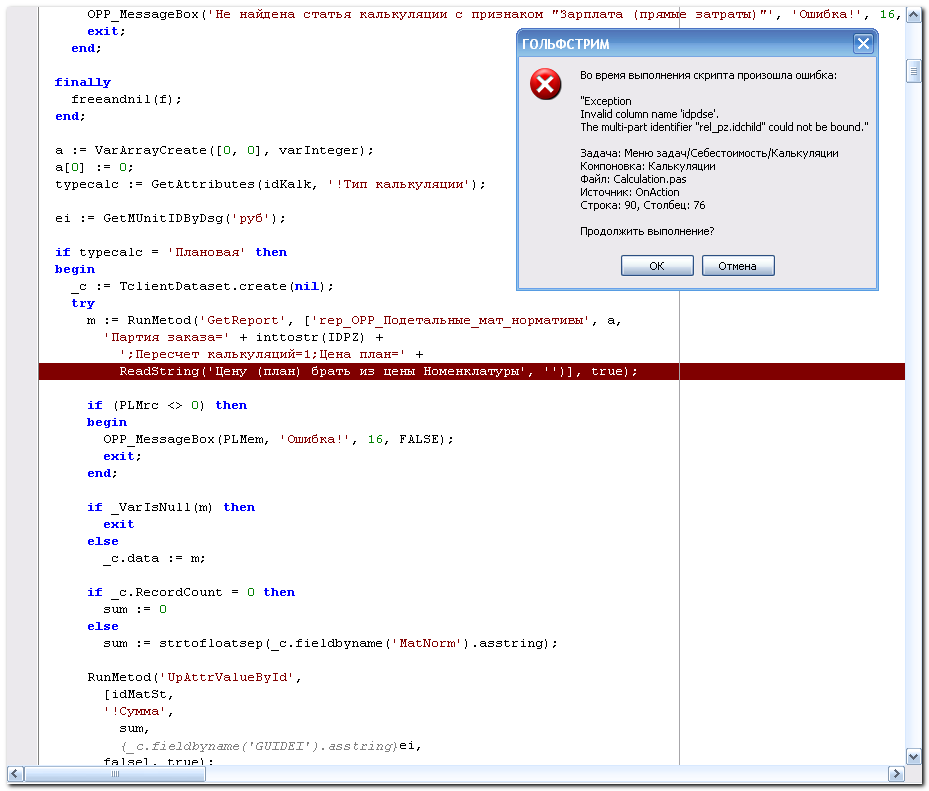 OPP_MessageBox('Не найдена статья калькуляции с признаком "Зарплата (прямые затраты)"', 'Ошибка!', 16,
exit;
end;
finally
freeandnil(f);
end;
a := VarArrayCreate([0, 0], varInteger);
a[0] := 0;
typecalc := GetAttributes(idKalk, '!Тип калькуляции');
ei := GetMUnitIDByDsg('руб');
if typecalc = 'Плановая' then
begin
_c := TclientDataset.create(nil);
try
m := RunMetod('GetReport', ['rep_OPP_Подетальные_мат_нормативы', a,
'Партия заказа=' + inttostr(IDPZ) +
';Пересчет калькуляций=1;Цена план=' +
ReadString('Цену (план) брать из цены Номенклатуры', '')], true);
if (PLMrc <> 0) then
begin
OPP_MessageBox(PLMem, 'Ошибка!', 16, FALSE);
exit;
end;
if _VarIsNull(m) then
exit
else
_c.data := m;
if _c.RecordCount = 0 then
sum := 0
else
sum := strtofloatsep(_c.fieldbyname('MatNorm').asstring);
RunMetod('UpAttrValueById',
[idMatSt,
'!Сумма',
sum,
{_c.fieldbyname('GUIDEI').asstring}ei,
false], true);
ГОЛЬФСТРИМ
Во время выполнения скрипта произошла ошибка:
"Exception
Invalid column name 'idpdse'.
The multi-part identifier "rel_pz.idchild" could not be bound."
Задача: Меню задач/Себестоимость/Калькуляции
Компоновка: Калькуляции
Файл: Calculation.pas
Источник: OnAction
Строка: 90, Столбец: 76
Продолжить выполнение?
OK
Отмена